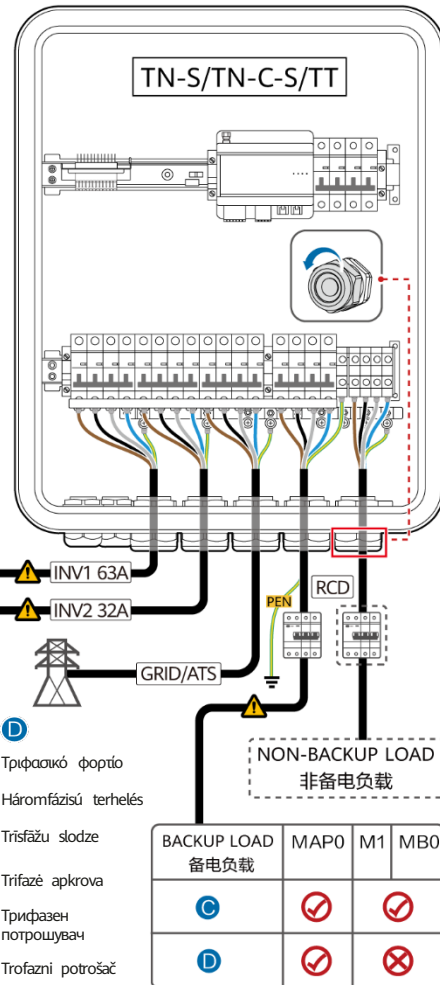 TN-S/TN-C-S/TT
INV1 63A
INV2 32A
PEN
RCD
GRID/ATS
D
Τριφασικό φορτίο
Háromfázisú terhelés
Trīsfāžu slodze
Trifazė apkrova
Трифазен
потрошувач
Trofazni potrošač
NON-BACKUP LOAD
非备电负载
BACKUP LOAD MAP0 M1 MB0
备电负载
C
D